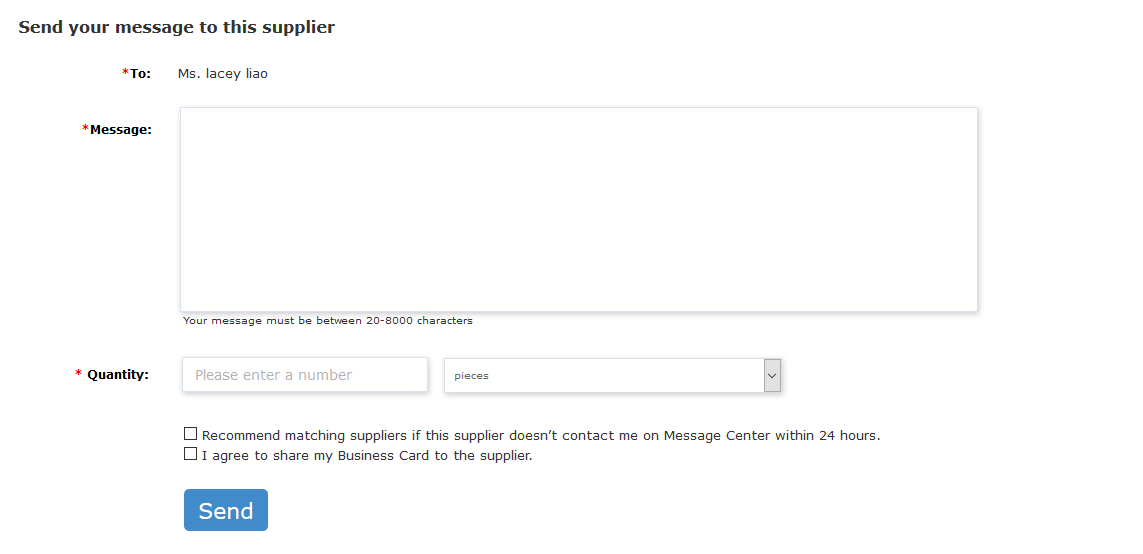 Send your message to this supplier
*To: Ms. lacey liao
*Message:
Your message must be between 20-8000 characters
* Quantity: Please enter a number pieces
Recommend matching suppliers if this supplier doesn’t contact me on Message Center within 24 hours.
I agree to share my Business Card to the supplier.
Send